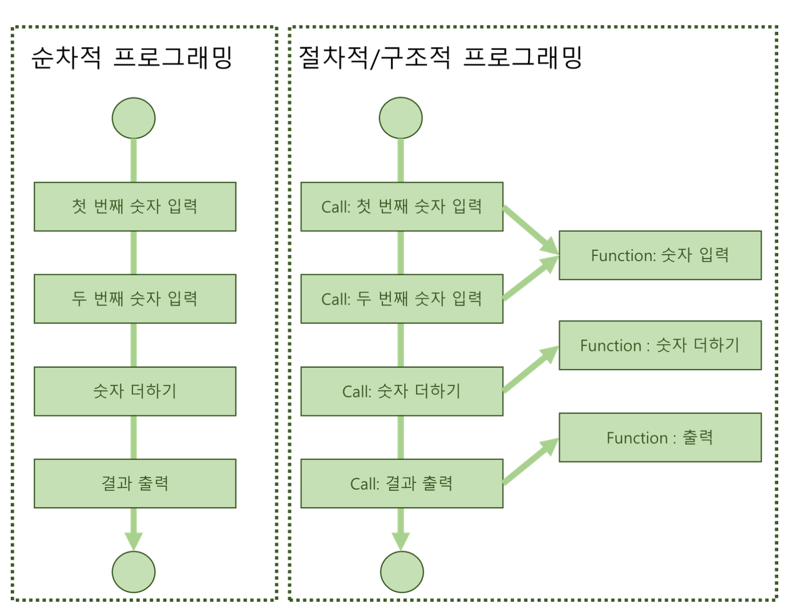 순차적 프로그래밍
첫 번째 숫자 입력
두 번째 숫자 입력
숫자 더하기
결과 출력
절차적/구조적 프로그래밍
Call: 첫 번째 숫자 입력
Call: 두 번째 숫자 입력
Call: 숫자 더하기
Call: 결과 출력
Function: 숫자 입력
Function : 숫자 더하기
Function : 출력